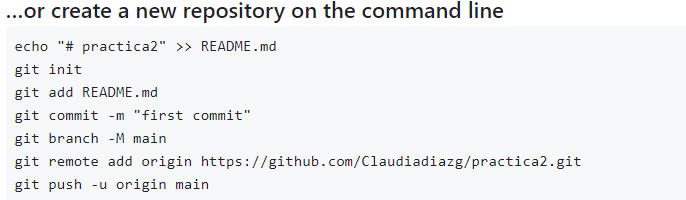 ...or create a new repository on the command line
echo "# practica2" >> README.md
git init
git add README.md
git commit -m "first commit"
git branch -M main
git remote add origin https://github.com/Claudiadiazg/practica2.git
git push -u origin main